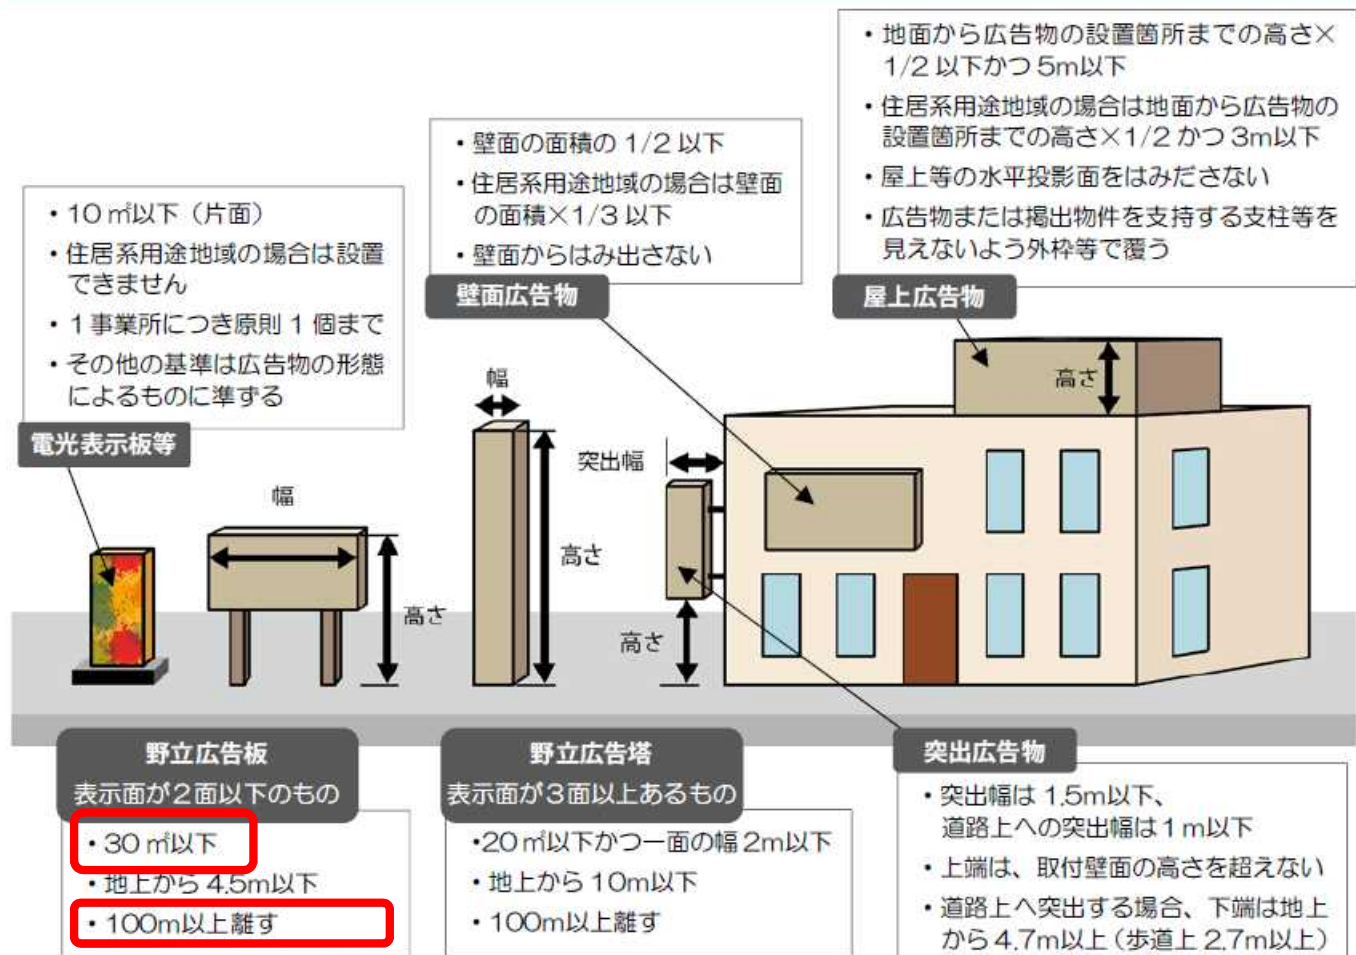 ・地面から広告物の設置箇所までの高さ×
1/2 以下かつ 5m以下
・住居系用途地域の場合は地面から広告物の
設置箇所までの高さ×1/2 かつ 3m以下
・屋上等の水平投影面をはみださない
・広告物または掲出物件を支持する支柱等を
見えないよう外枠等で覆う
屋上広告物
・壁面の面積の 1/2 以下
・住居系用途地域の場合は壁面
の面積×1/3 以下
・壁面からはみ出さない
壁面広告物
・10 ㎡以下（片面）
・住居系用途地域の場合は設置
できません
・1 事業所につき原則 1 個まで
・その他の基準は広告物の形態
によるものに準ずる
電光表示板等
幅
高さ
幅
高さ
突出幅
高さ
高さ
野立広告板
表示面が2面以下のもの
・30 ㎡以下
・地上から 4.5m以下
・100m以上離す
野立広告塔
表示面が3面以上あるもの
・20 ㎡以下かつ一面の幅 2m以下
・地上から 10m以下
・100m以上離す
突出広告物
・突出幅は 1.5m以下、
道路上への突出幅は1 m以下
・上端は、取付壁面の高さを超えない
・道路上へ突出する場合、下端は地上
から 4.7m以上（歩道上 2.7m以上）